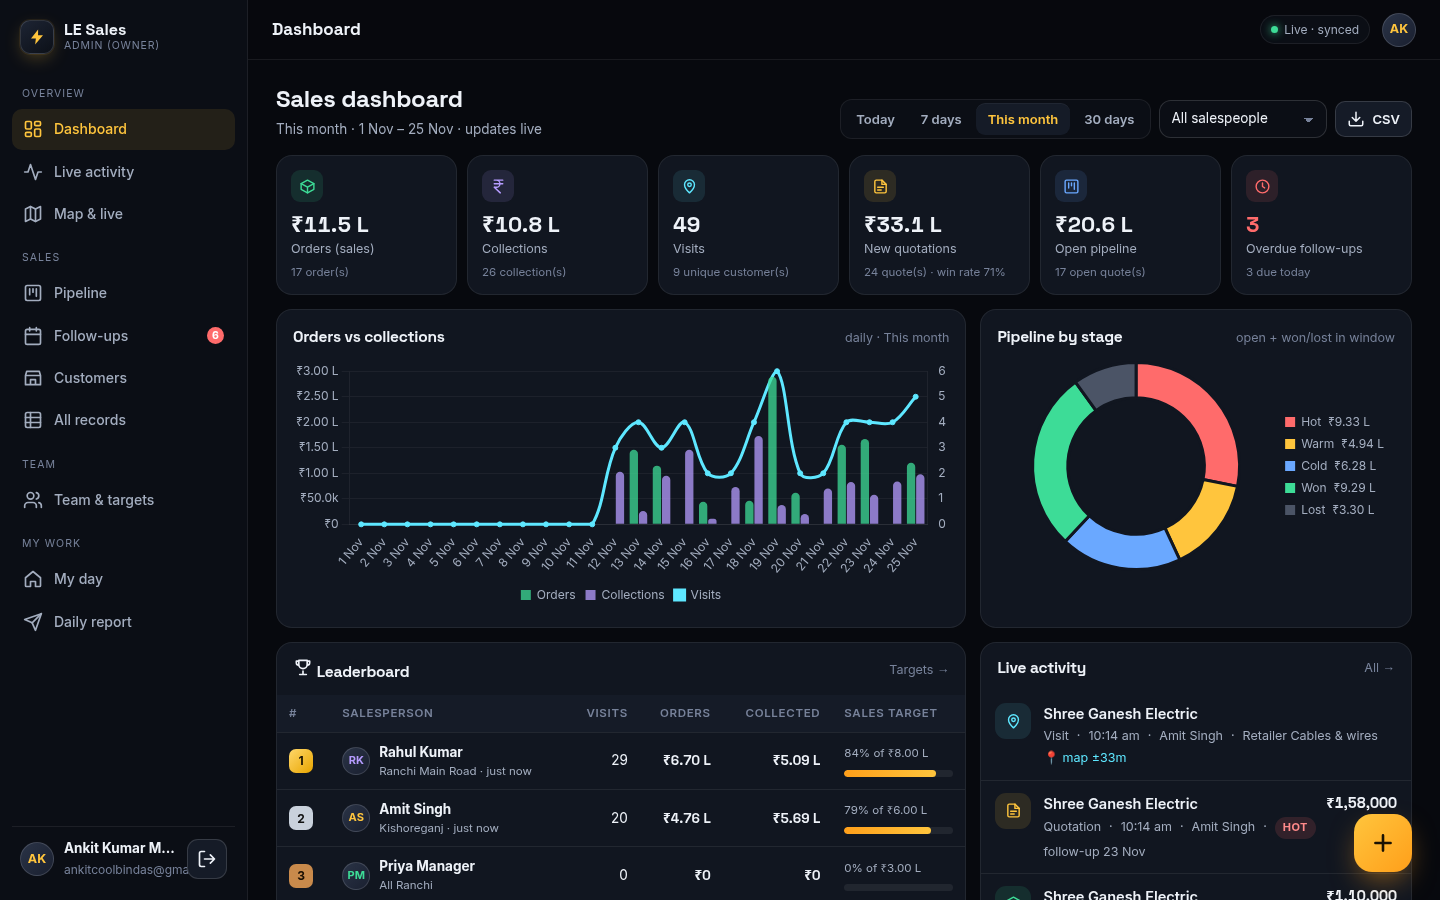 LE Sales
ADMIN (OWNER)
OVERVIEW
Dashboard
Live activity
Map & live
SALES
Pipeline
Follow-ups 6
Customers
All records
TEAM
Team & targets
MY WORK
My day
Daily report
AK
Ankit Kumar M...
ankitcoolbindas@gma
Dashboard
Live · synced
AK
Sales dashboard
This month · 1 Nov – 25 Nov · updates live
Today 7 days This month 30 days
All salespeople
CSV
₹11.5 L
Orders (sales)
17 order(s)
₹10.8 L
Collections
26 collection(s)
49
Visits
9 unique customer(s)
₹33.1 L
New quotations
24 quote(s) · win rate 71%
₹20.6 L
Open pipeline
17 open quote(s)
3
Overdue follow-ups
3 due today
Orders vs collections
daily · This month
₹3.00 L
₹2.50 L
₹2.00 L
₹1.50 L
₹1.00 L
₹50.0k
₹0
6
5
4
3
2
1
0
1 Nov
2 Nov
3 Nov
4 Nov
5 Nov
6 Nov
7 Nov
8 Nov
9 Nov
10 Nov
11 Nov
12 Nov
13 Nov
14 Nov
15 Nov
16 Nov
17 Nov
18 Nov
19 Nov
20 Nov
21 Nov
22 Nov
23 Nov
24 Nov
25 Nov
Orders Collections Visits
Pipeline by stage
open + won/lost in window
Hot ₹9.33 L
Warm ₹4.94 L
Cold ₹6.28 L
Won ₹9.29 L
Lost ₹3.30 L
Leaderboard
Targets →
# SALESPERSON VISITS ORDERS COLLECTED SALES TARGET
1 RK Rahul Kumar 29 ₹6.70 L ₹5.09 L 84% of ₹8.00 L
Ranchi Main Road · just now
2 AS Amit Singh 20 ₹4.76 L ₹5.69 L 79% of ₹6.00 L
Kishoreganj · just now
3 PM Priya Manager 0 ₹0 ₹0 0% of ₹3.00 L
All Ranchi
Live activity
All →
Shree Ganesh Electric
Visit · 10:14 am · Amit Singh · Retailer Cables & wires
📍 map ±33m
Shree Ganesh Electric ₹1,58,000
Quotation · 10:14 am · Amit Singh · HOT
follow-up 23 Nov
Shree Ganesh Electric ₹1,10,000